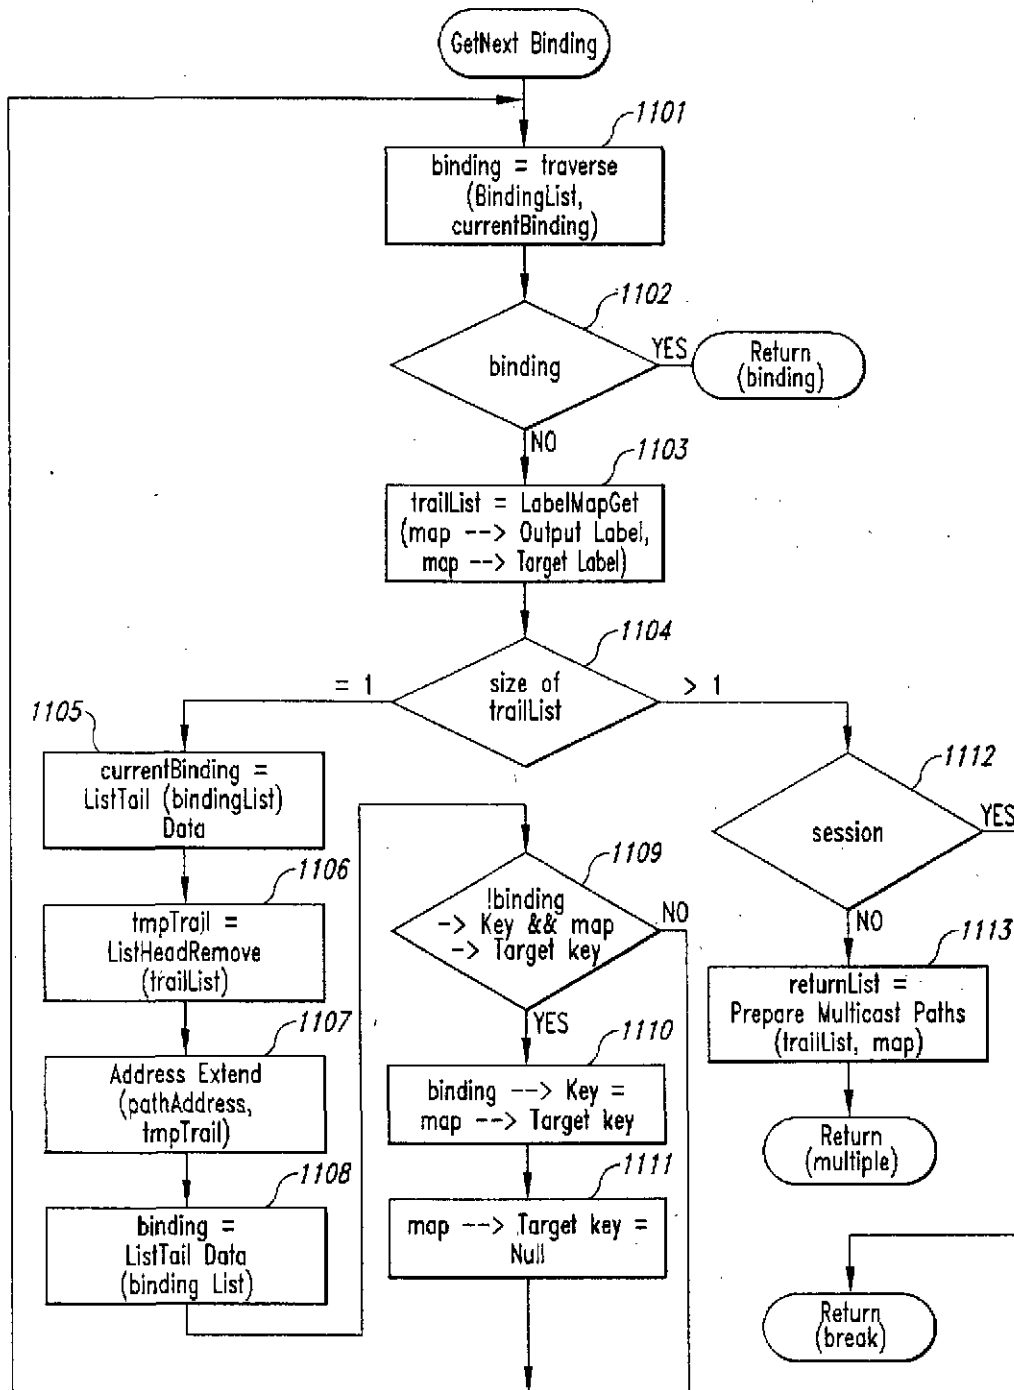 GetNext Binding
1101
binding = traverse
(BindingList,
currentBinding)
1102
binding
YES
Return
(binding)
NO
1103
trailList = LabelMapGet
(map --> Output Label,
map --> Target Label)
1104
size of
trailList
= 1
> 1
1105
currentBinding =
ListTail (bindingList)
Data
1106
tmpTrail =
ListHeadRemove
(trailList)
1107
Address Extend
(pathAddress,
tmpTrail)
1108
binding =
ListTail Data
(binding List)
1109
!binding
-> Key && map
-> Target key
NO
YES
1110
binding --> Key =
map --> Target key
1111
map --> Target key =
Null
1112
session
YES
NO
1113
returnList =
Prepare Multicast Paths
(trailList, map)
Return
(multiple)
Return
(break)